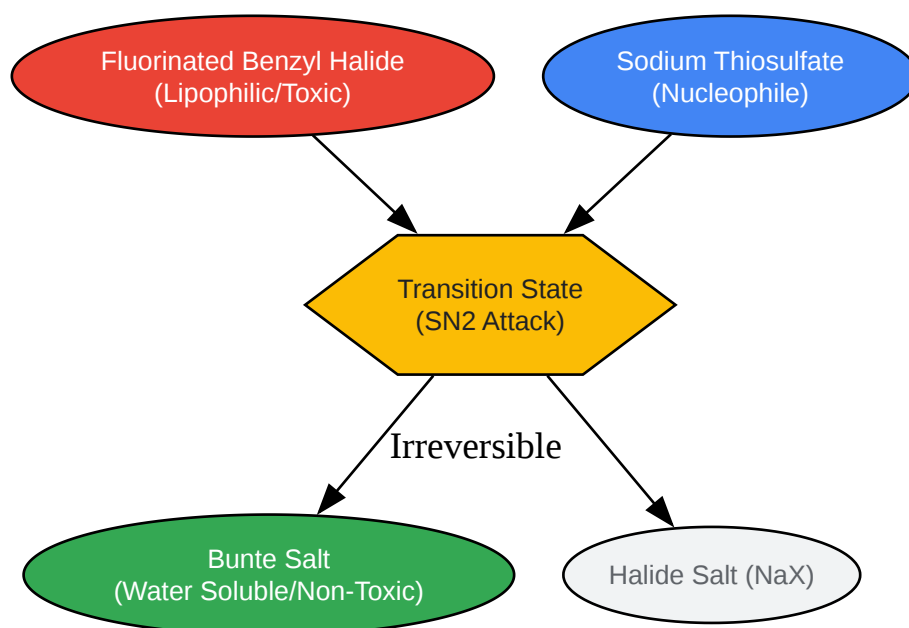 Fluorinated Benzyl Halide
(Lipophilic/Toxic)
Sodium Thiosulfate
(Nucleophile)
Transition State
(SN2 Attack)
Irreversible
Bunte Salt
(Water Soluble/Non-Toxic)
Halide Salt (NaX)